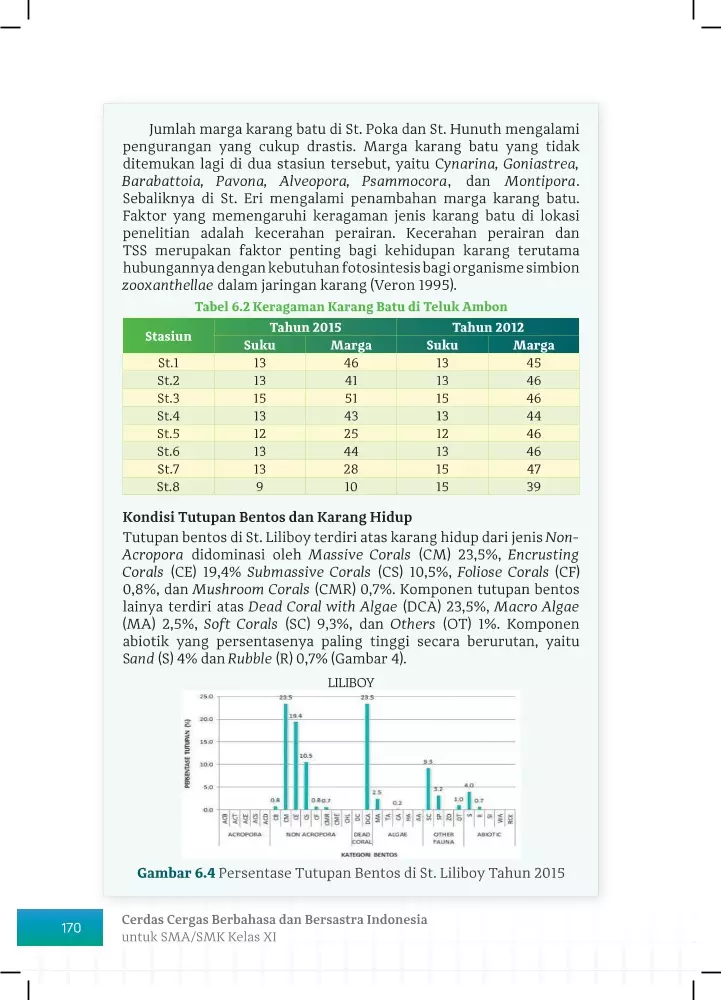 Jumlah marga karang batu di St. Poka dan St. Hunuth mengalami
pengurangan yang cukup drastis. Marga karang batu yang tidak
ditemukan lagi di dua stasiun tersebut, yaitu Cynarina, Goniastrea,
Barabattoia, Pavona, Alveopora, Psammocora, dan Montipora.
Sebaliknya di St. Eri mengalami penambahan marga karang batu.
Faktor yang memengaruhi keragaman jenis karang batu di lokasi
penelitian adalah kecerahan perairan. Kecerahan perairan dan
TSS merupakan faktor penting bagi kehidupan karang terutama
hubungannya dengan kebutuhan fotosintesis bagi organisme simbion
zooxanthellae dalam jaringan karang (Veron 1995).
Tabel 6.2 Keragaman Karang Batu di Teluk Ambon
Stasiun Tahun 2015 Tahun 2012
Suku Marga Suku Marga
St.1 13 46 13 45
St.2 13 41 13 46
St.3 15 51 15 46
St.4 13 43 13 44
St.5 12 25 12 46
St.6 13 44 13 46
St.7 13 28 15 47
St.8 9 10 15 39
Kondisi Tutupan Bentos dan Karang Hidup
Tutupan bentos di St. Liliboy terdiri atas karang hidup dari jenis Non-
Acropora didominasi oleh Massive Corals (CM) 23,5%, Encrusting
Corals (CE) 19,4% Submassive Corals (CS) 10,5%, Foliose Corals (CF)
0,8%, dan Mushroom Corals (CMR) 0,7%. Komponen tutupan bentos
lainya terdiri atas Dead Coral with Algae (DCA) 23,5%, Macro Algae
(MA) 2,5%, Soft Corals (SC) 9,3%, dan Others (OT) 1%. Komponen
abiotik yang persentasenya paling tinggi secara berurutan, yaitu
Sand (S) 4% dan Rubble (R) 0,7% (Gambar 4).
LILIBOY
PERSENTASE TUTUPAN (%)
25.0
20.0
15.0
10.0
5.0
0.0
0.8 23.5 19.4 10.5 0.8 0.7 23.5 2.5 0.2 9.3 3.2 1.0 4.0 0.7
ACB ACT ACE ACS ACD CB CM CE CS CF CMR CME CHL DC DCA MA TA CA HA AA SC SP ZO OT S R SI WA RCK
ACROPORA NON ACROPORA DEAD CORAL ALGAE OTHER FAUNA ABIOTIC
KATEGORI BENTOS
Gambar 6.4 Persentase Tutupan Bentos di St. Liliboy Tahun 2015
170
Cerdas Cergas Berbahasa dan Bersastra Indonesia
untuk SMA/SMK Kelas XI